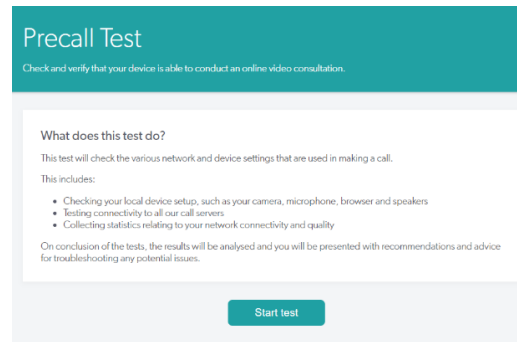 Precall Test
Check and verify that your device is able to conduct an online video consultation.
What does this test do?
This test will check the various network and device settings that are used in making a call.
This includes:
• Checking your local device setup, such as your camera, microphone, browser and speakers
• Testing connectivity to all our call servers
• Collecting statistics relating to your network connectivity and quality
On conclusion of the tests, the results will be analysed and you will be presented with recommendations and advice
for troubleshooting any potential issues.
Start test